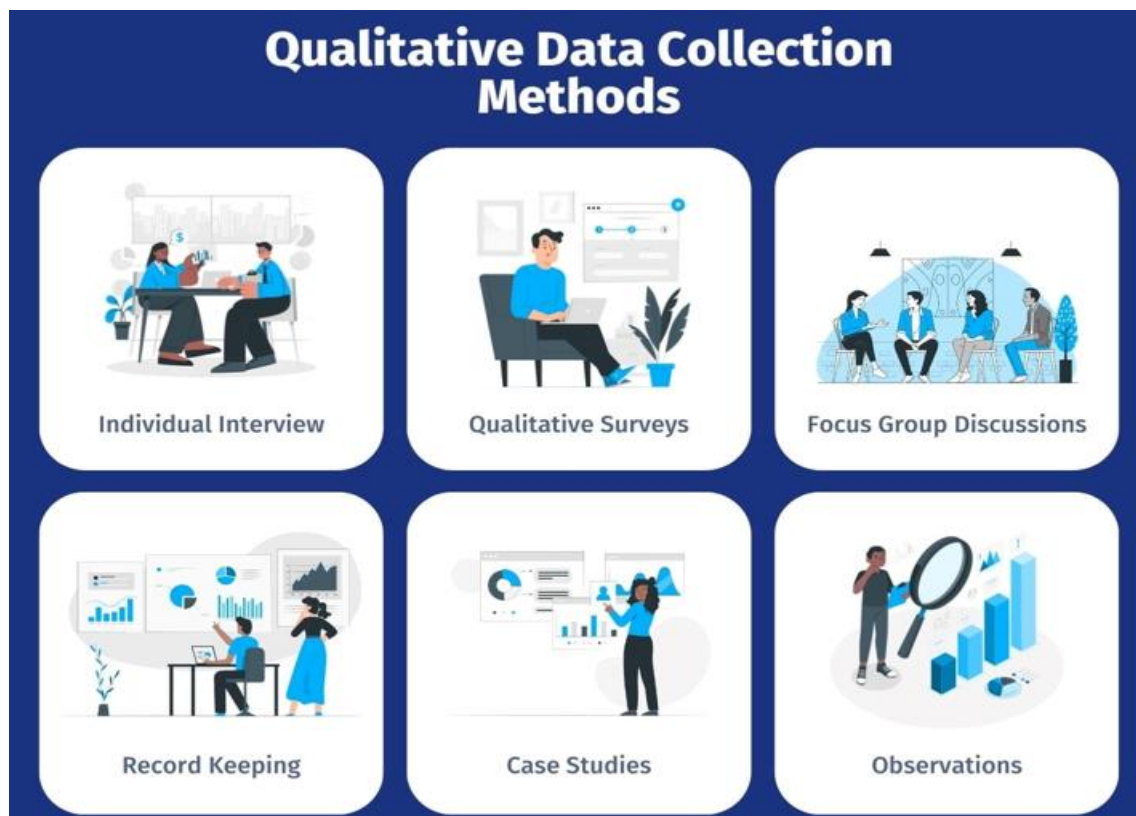 Qualitative Data Collection
Methods
$
Individual Interview
Qualitative Surveys
Focus Group Discussions
Record Keeping
Case Studies
Observations